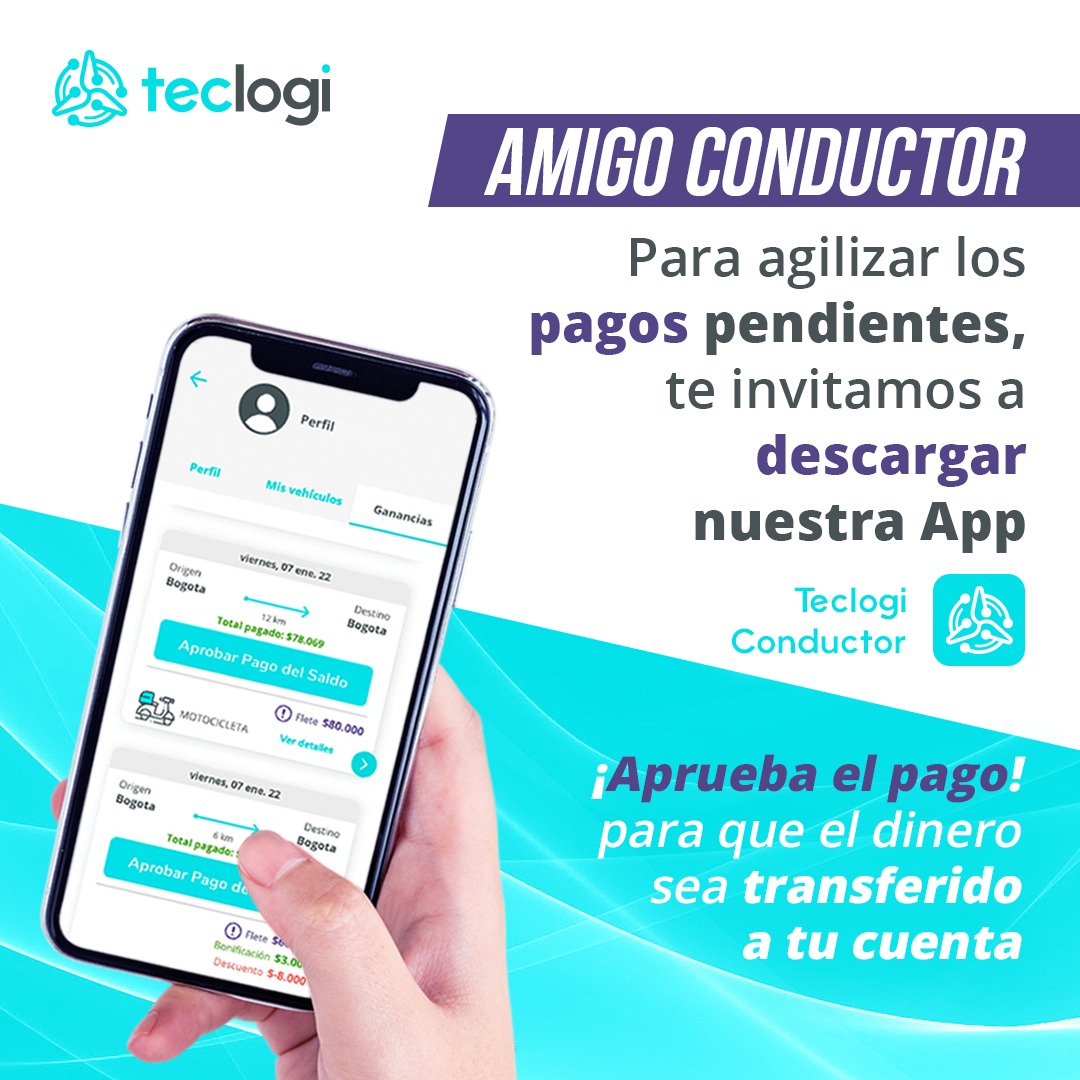 teclogi
AMIGO CONDUCTOR
Para agilizar los
pagos pendientes,
te invitamos a
descargar
nuestra App
Teclogi
Conductor
¡Aprueba el pago!
para que el dinero
sea transferido
a tu cuenta
Perfil
Perfil
Mis vehículos
Ganancias
viernes, 07 ene. 22
Origen
Bogota
Destino
Bogota
12 km
Total pagado: $78.069
Aprobar Pago del Saldo
MOTOCICLETA
Flete $80.000
Ver detalles
viernes, 07 ene. 22
Origen
Bogota
Destino
Bogota
6 km
Total pagado:
Aprobar Pago
Flete
Bonificación
Descuento $-8.000